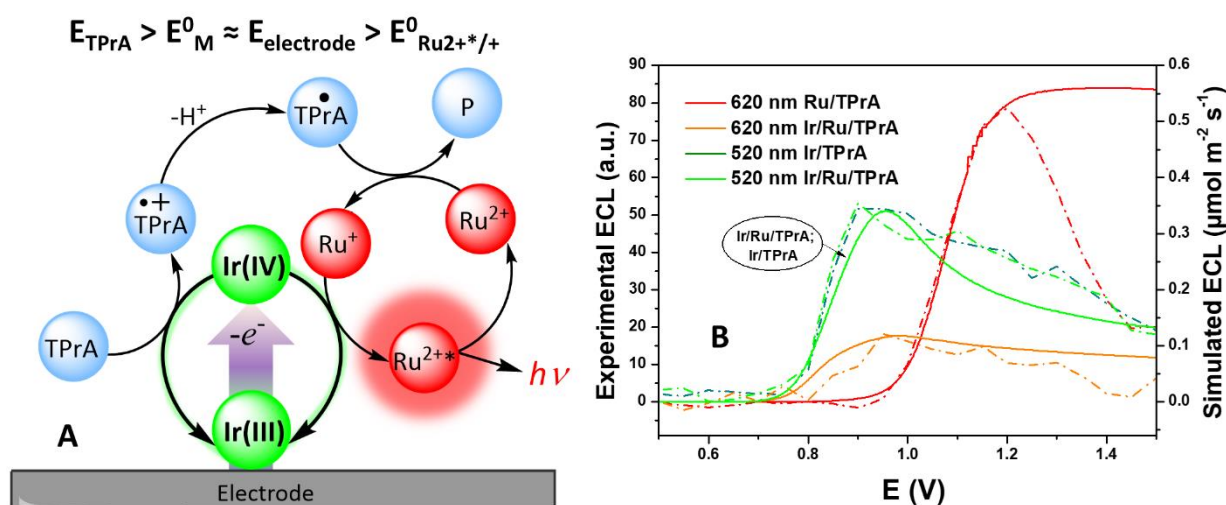 E_TPrA > E⁰_M ≈ E_electrode > E⁰_Ru2+*/+
TPrA•
P
-H⁺
•+
TPrA
Ru⁺
Ru²⁺
Ir(IV)
-e⁻
TPrA
Ru²⁺*
hν
A
Ir(III)
Electrode
Experimental ECL (a.u.)
90
80
70
60
50
40
30
20
10
0
620 nm Ru/TPrA
620 nm Ir/Ru/TPrA
520 nm Ir/TPrA
520 nm Ir/Ru/TPrA
Ir/Ru/TPrA;
Ir/TPrA
B
0.6
0.5
0.4
0.3
0.2
0.1
0.0
Simulated ECL (µmol m⁻² s⁻¹)
0.6 0.8 1.0 1.2 1.4
E (V)